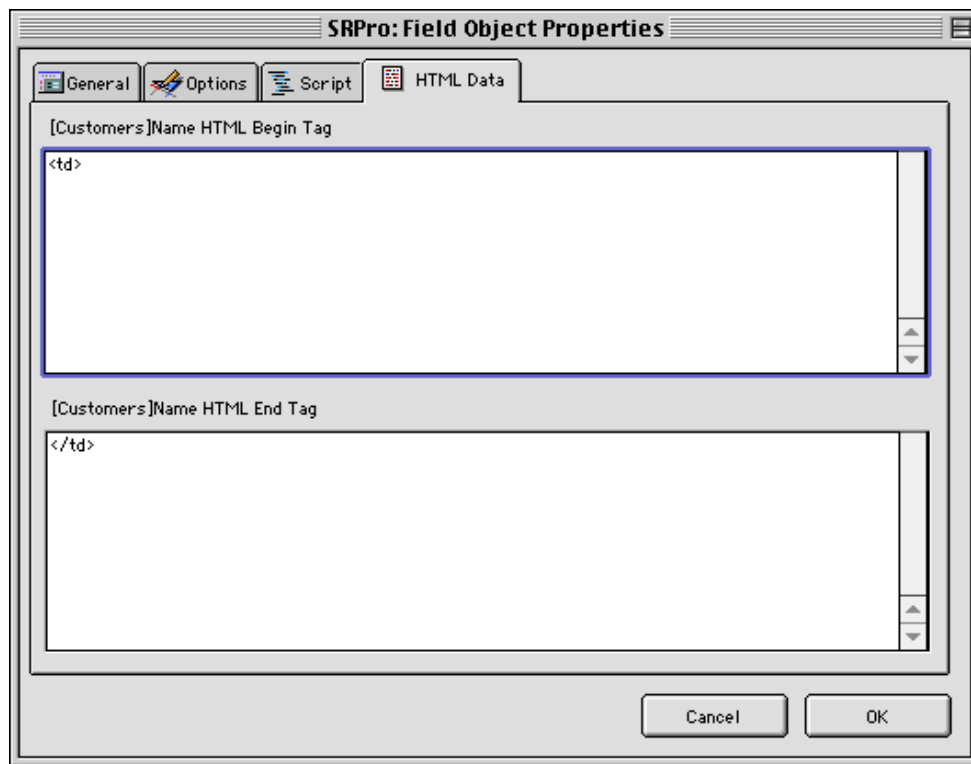 SRPro: Field Object Properties
General Options Script HTML Data
[Customers]Name HTML Begin Tag
<td>
[Customers]Name HTML End Tag
</td>
Cancel OK